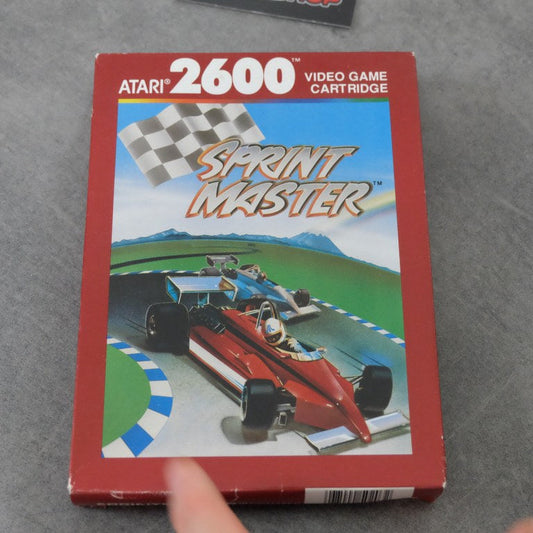 ATARI® 2600™ VIDEO GAME
CARTRIDGE
SPRINT
MASTER™